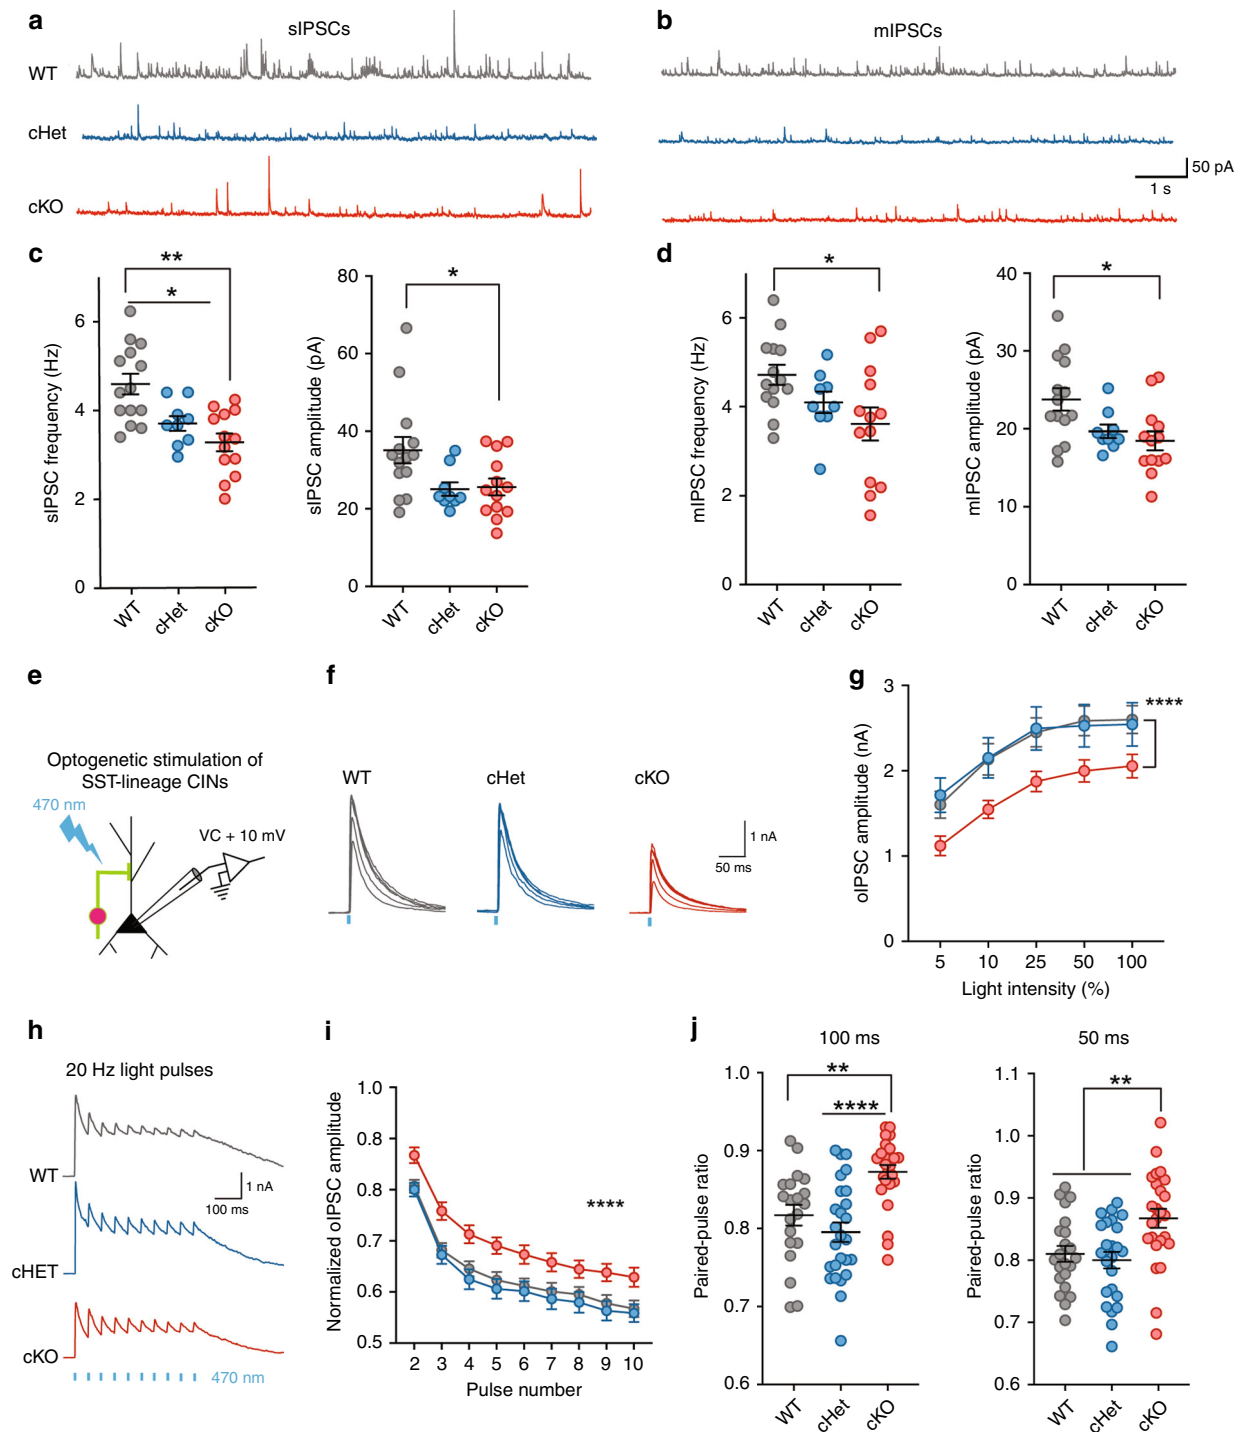 a
sIPSCs
WT
cHet
cKO
b
mIPSCs
50 pA
1 s
c
**
*
sIPSC frequency (Hz)
6
4
2
0
WT
cHet
cKO
*
sIPSC amplitude (pA)
80
60
40
20
0
WT
cHet
cKO
d
*
mIPSC frequency (Hz)
6
4
2
0
WT
cHet
cKO
*
mIPSC amplitude (pA)
40
30
20
10
0
WT
cHet
cKO
e
Optogenetic stimulation of
SST-lineage CINs
470 nm
VC + 10 mV
f
WT
cHet
cKO
1 nA
50 ms
g
oIPSC amplitude (nA)
3
2
1
0
****
5
10
25
50
100
Light intensity (%)
h
20 Hz light pulses
WT
1 nA
100 ms
cHET
cKO
470 nm
i
Normalized oIPSC amplitude
1.0
0.8
0.8
0.7
0.6
0.5
****
2
3
4
5
6
7
8
9
10
Pulse number
j
100 ms
**
****
Paired-pulse ratio
1.0
0.9
0.8
0.7
0.6
WT
cHet
cKO
50 ms
**
Paired-pulse ratio
1.1
1.0
0.9
0.8
0.7
0.6
WT
cHet
cKO